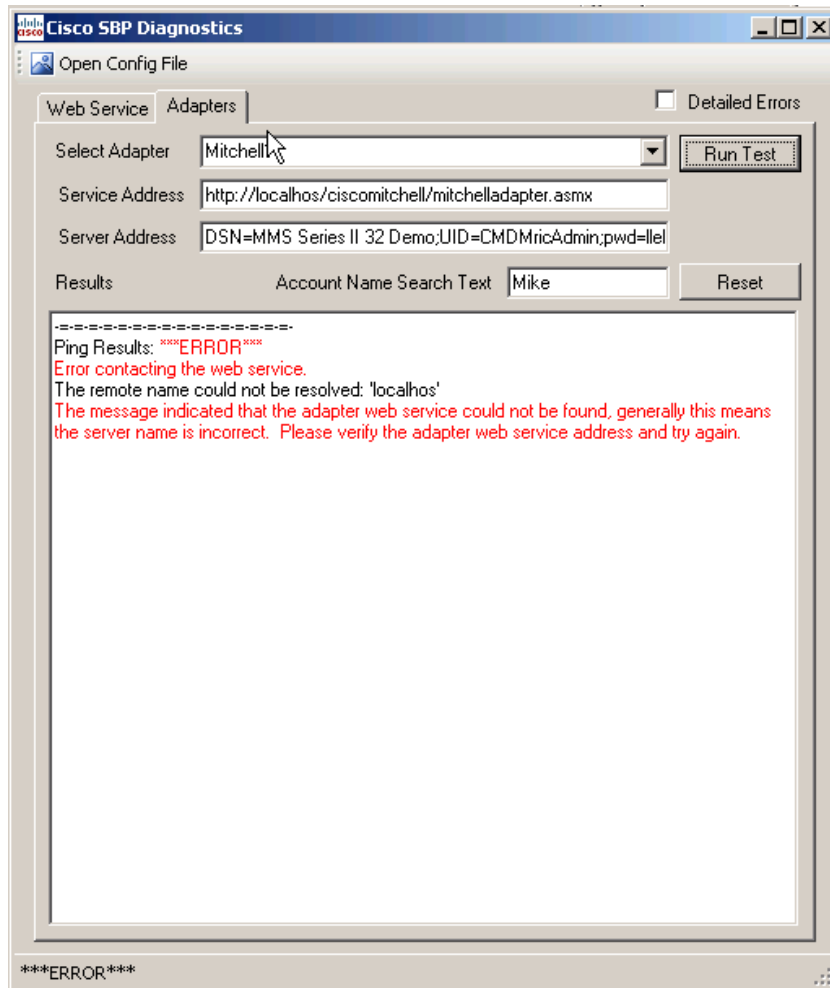 Cisco SBP Diagnostics
Open Config File
Web Service Adapters
Detailed Errors
Select Adapter Mitchell1 Run Test
Service Address http://localhos/ciscomitchell/mitchelladapter.asmx
Server Address DSN=MMS Series II 32 Demo;UID=CMDMricAdmin;pwd=llel
Results Account Name Search Text Mike Reset
-=-=-=-=-=-=-=-=-=-=-=-=-=-=-=-=-
Ping Results: ***ERROR***
Error contacting the web service.
The remote name could not be resolved: 'localhos'
The message indicated that the adapter web service could not be found, generally this means
the server name is incorrect. Please verify the adapter web service address and try again.
***ERROR***